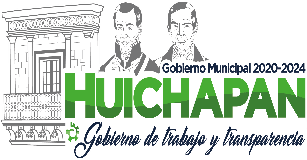 Gobierno Municipal 2020-2024
HUICHAPAN
Gobierno de trabajo y transparencia